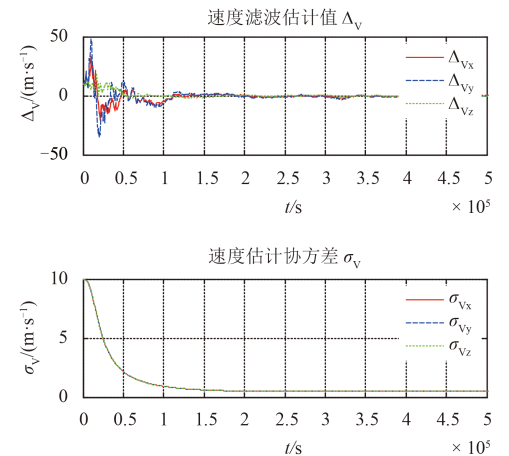 速度滤波估计值 Δ_V
Δ_V/(m·s⁻¹)
50
0
−50
Δ_Vx
Δ_Vy
Δ_Vz
0 0.5 1 1.5 2 2.5 3 3.5 4 4.5 5
t/s
× 10⁵
速度估计协方差 σ_V
σ_V/(m·s⁻¹)
10
5
0
σ_Vx
σ_Vy
σ_Vz
0 0.5 1 1.5 2 2.5 3 3.5 4 4.5 5
t/s
× 10⁵